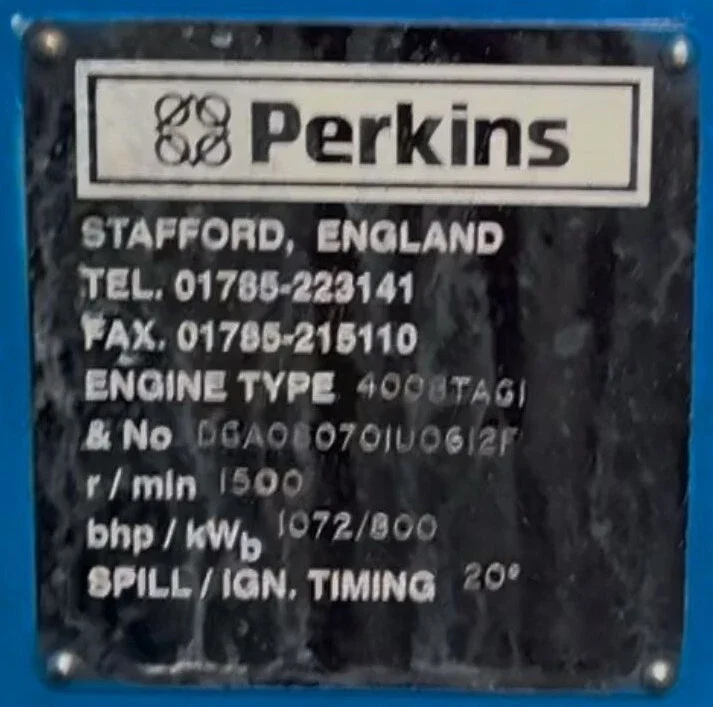 Perkins
STAFFORD, ENGLAND
TEL. 01785-223141
FAX. 01785-215110
ENGINE TYPE 4008TAG1
& No
r/min 1500
bhp/kWb 1072/800
SPILL/IGN. TIMING 20°